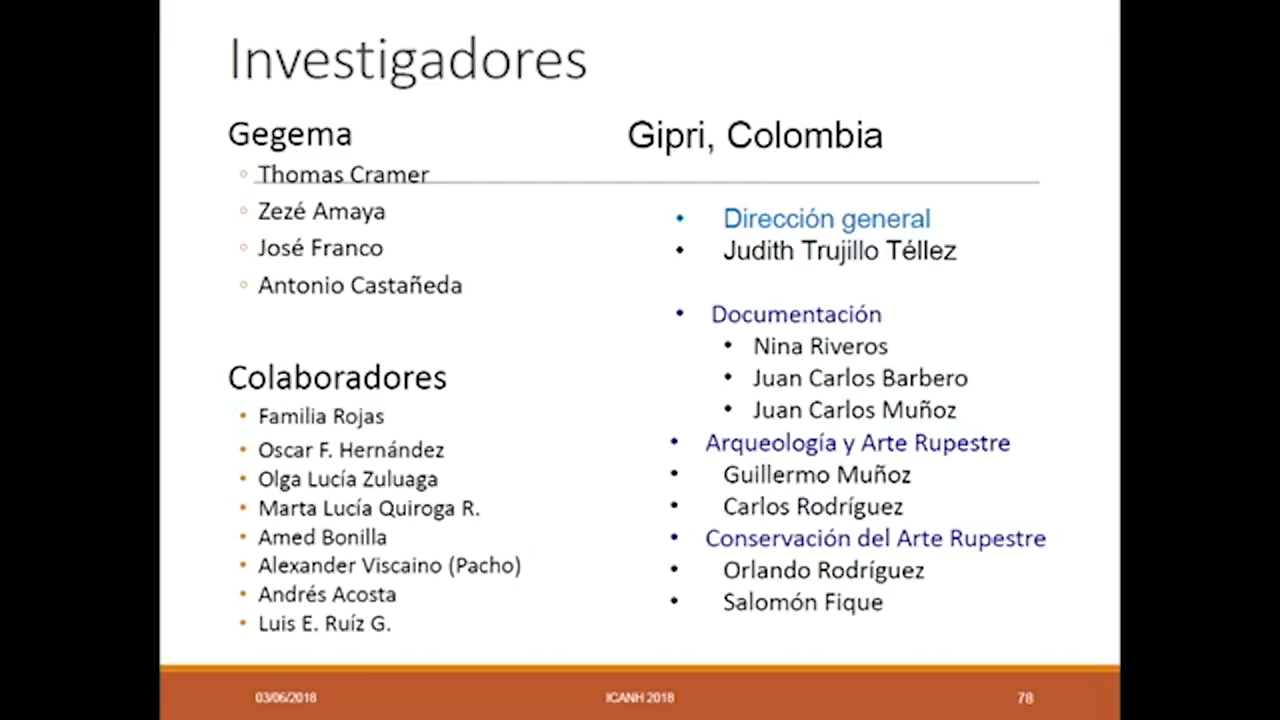 Investigadores
Gegema
Thomas Cramer
Zezé Amaya
José Franco
Antonio Castañeda
Colaboradores
Familia Rojas
Oscar F. Hernández
Olga Lucía Zuluaga
Marta Lucía Quiroga R.
Amed Bonilla
Alexander Viscaino (Pacho)
Andrés Acosta
Luis E. Ruíz G.
Gipri, Colombia
Dirección general
Judith Trujillo Téllez
Documentación
Nina Riveros
Juan Carlos Barbero
Juan Carlos Muñoz
Arqueología y Arte Rupestre
Guillermo Muñoz
Carlos Rodríguez
Conservación del Arte Rupestre
Orlando Rodríguez
Salomón Fique
03/06/2018
ICANH 2018
78